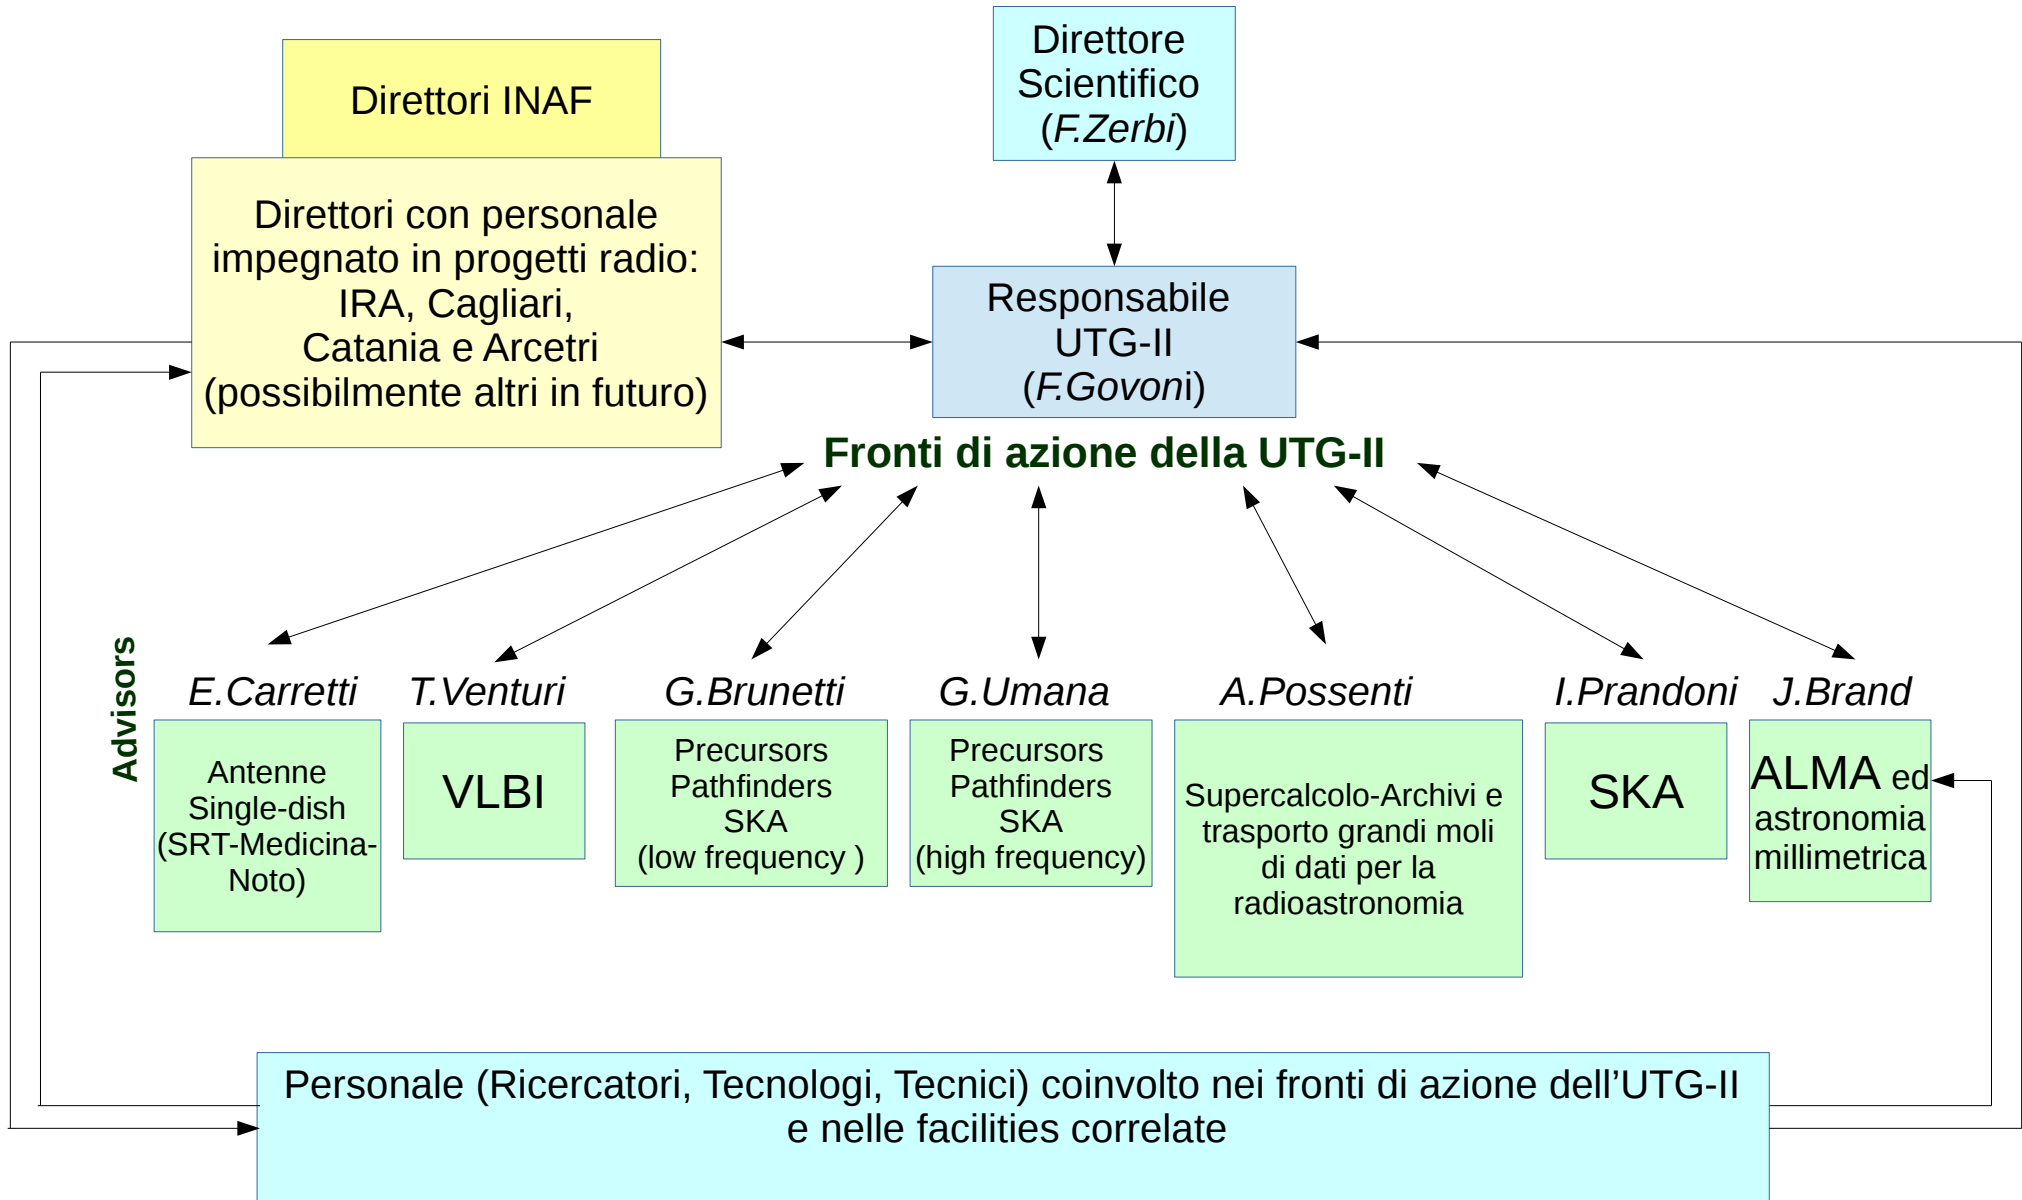 Direttori INAF
Direttori con personale
impegnato in progetti radio:
IRA, Cagliari,
Catania e Arcetri
(possibilmente altri in futuro)
Direttore
Scientifico
(F.Zerbi)
Responsabile
UTG-II
(F.Govoni)
Fronti di azione della UTG-II
Advisors
E.Carretti
Antenne
Single-dish
(SRT-Medicina-
Noto)
T.Venturi
VLBI
G.Brunetti
Precursors
Pathfinders
SKA
(low frequency )
G.Umana
Precursors
Pathfinders
SKA
(high frequency)
A.Possenti
Supercalcolo-Archivi e
trasporto grandi moli
di dati per la
radioastronomia
I.Prandoni
SKA
J.Brand
ALMA ed
astronomia
millimetrica
Personale (Ricercatori, Tecnologi, Tecnici) coinvolto nei fronti di azione dell’UTG-II
e nelle facilities correlate